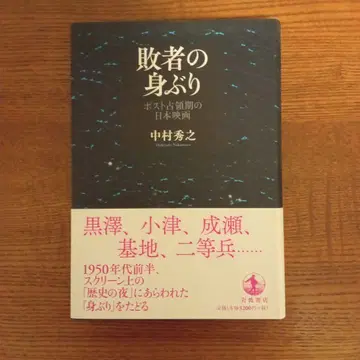 敗者の
身ぶり
ポスト占領期の
日本映画
中村秀之
黒澤、小津、成瀬、
基地、二等兵……
1950年代前半、
スクリーン上の
「歴史の夜」にあらわれた
「身ぶり」をたどる
岩波書店